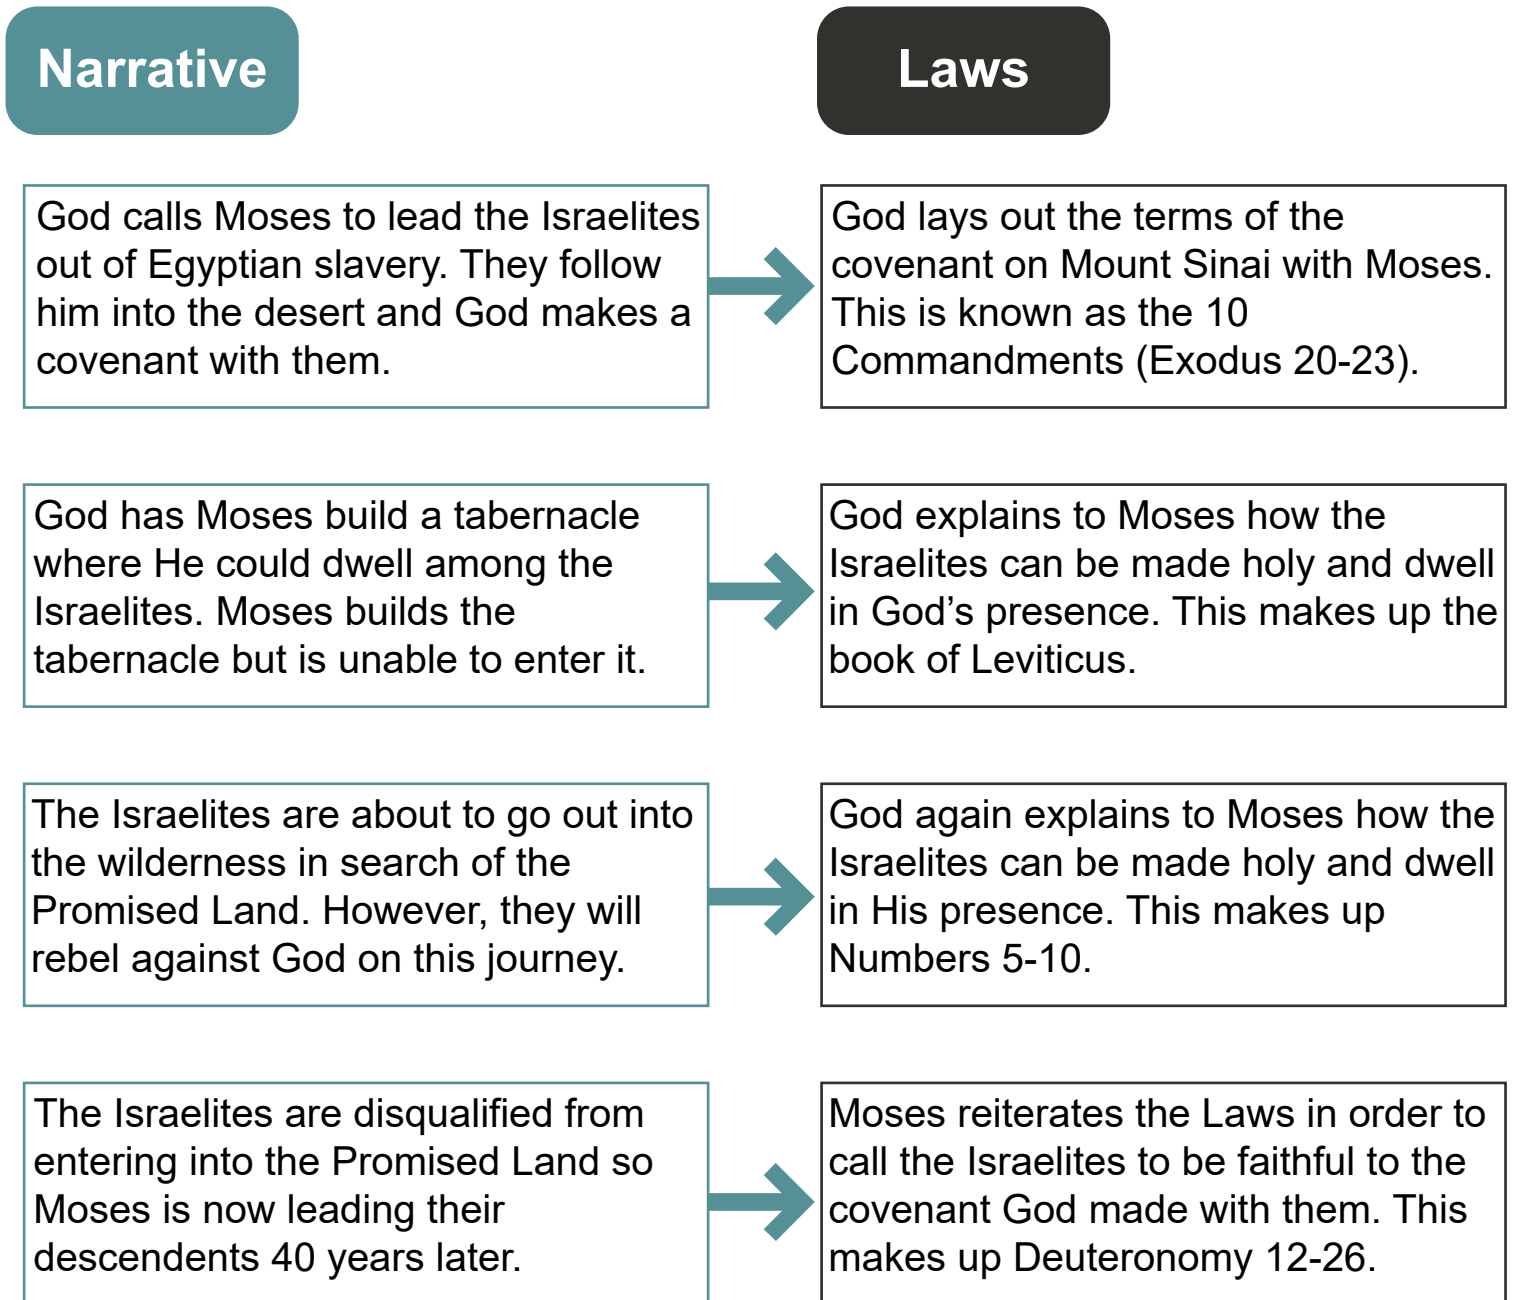 Narrative
Laws
God calls Moses to lead the Israelites
out of Egyptian slavery. They follow
him into the desert and God makes a
covenant with them.
God lays out the terms of the
covenant on Mount Sinai with Moses.
This is known as the 10
Commandments (Exodus 20-23).
God has Moses build a tabernacle
where He could dwell among the
Israelites. Moses builds the
tabernacle but is unable to enter it.
God explains to Moses how the
Israelites can be made holy and dwell
in God’s presence. This makes up the
book of Leviticus.
The Israelites are about to go out into
the wilderness in search of the
Promised Land. However, they will
rebel against God on this journey.
God again explains to Moses how the
Israelites can be made holy and dwell
in His presence. This makes up
Numbers 5-10.
The Israelites are disqualified from
entering into the Promised Land so
Moses is now leading their
descendents 40 years later.
Moses reiterates the Laws in order to
call the Israelites to be faithful to the
covenant God made with them. This
makes up Deuteronomy 12-26.